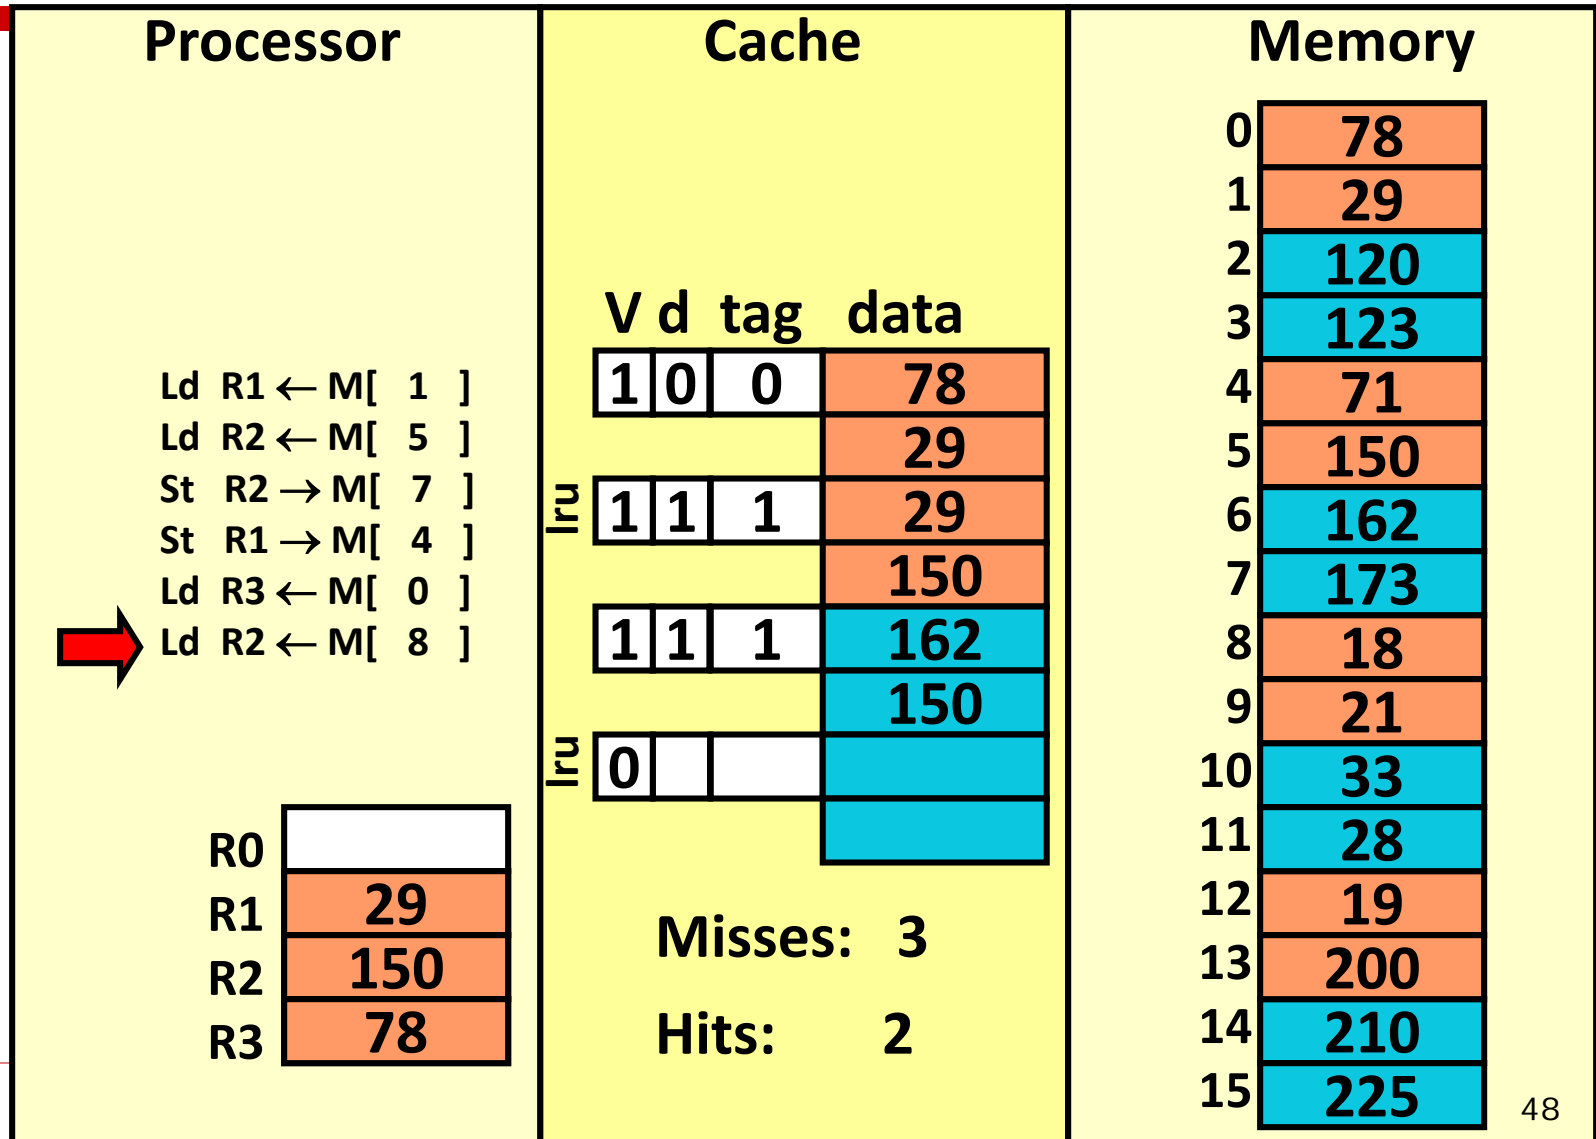 Processor
Ld R1 ← M[ 1 ]
Ld R2 ← M[ 5 ]
St R2 → M[ 7 ]
St R1 → M[ 4 ]
Ld R3 ← M[ 0 ]
Ld R2 ← M[ 8 ]
R0
R1 29
R2 150
R3 78
Cache
V d tag data
1 0 0 78
29
lru 1 1 1 29
150
1 1 1 162
150
lru 0
Misses: 3
Hits: 2
Memory
0 78
1 29
2 120
3 123
4 71
5 150
6 162
7 173
8 18
9 21
10 33
11 28
12 19
13 200
14 210
15 225
48